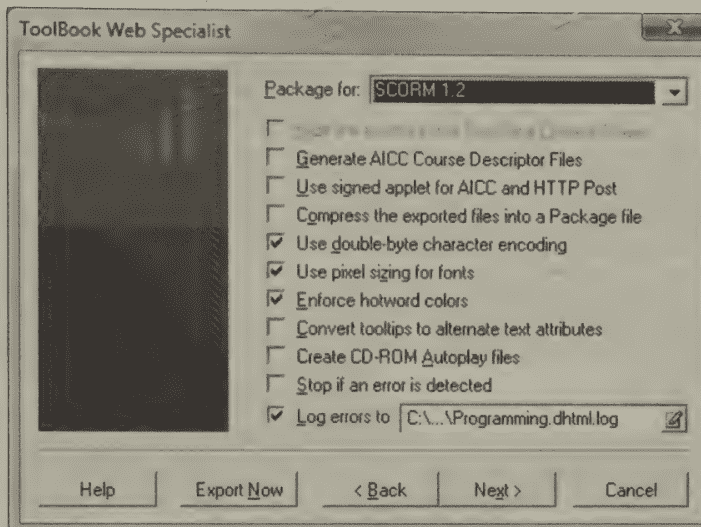 ToolBook Web Specialist
Package for: SCORM 1.2
Generate AICC Course Descriptor Files
Use signed applet for AICC and HTTP Post
Compress the exported files into a Package file
Use double-byte character encoding
Use pixel sizing for fonts
Enforce hotword colors
Convert tooltips to alternate text attributes
Create CD-ROM Autoplay files
Stop if an error is detected
Log errors to C:\...\Programming.dhtml.log
Help Export Now < Back Next > Cancel